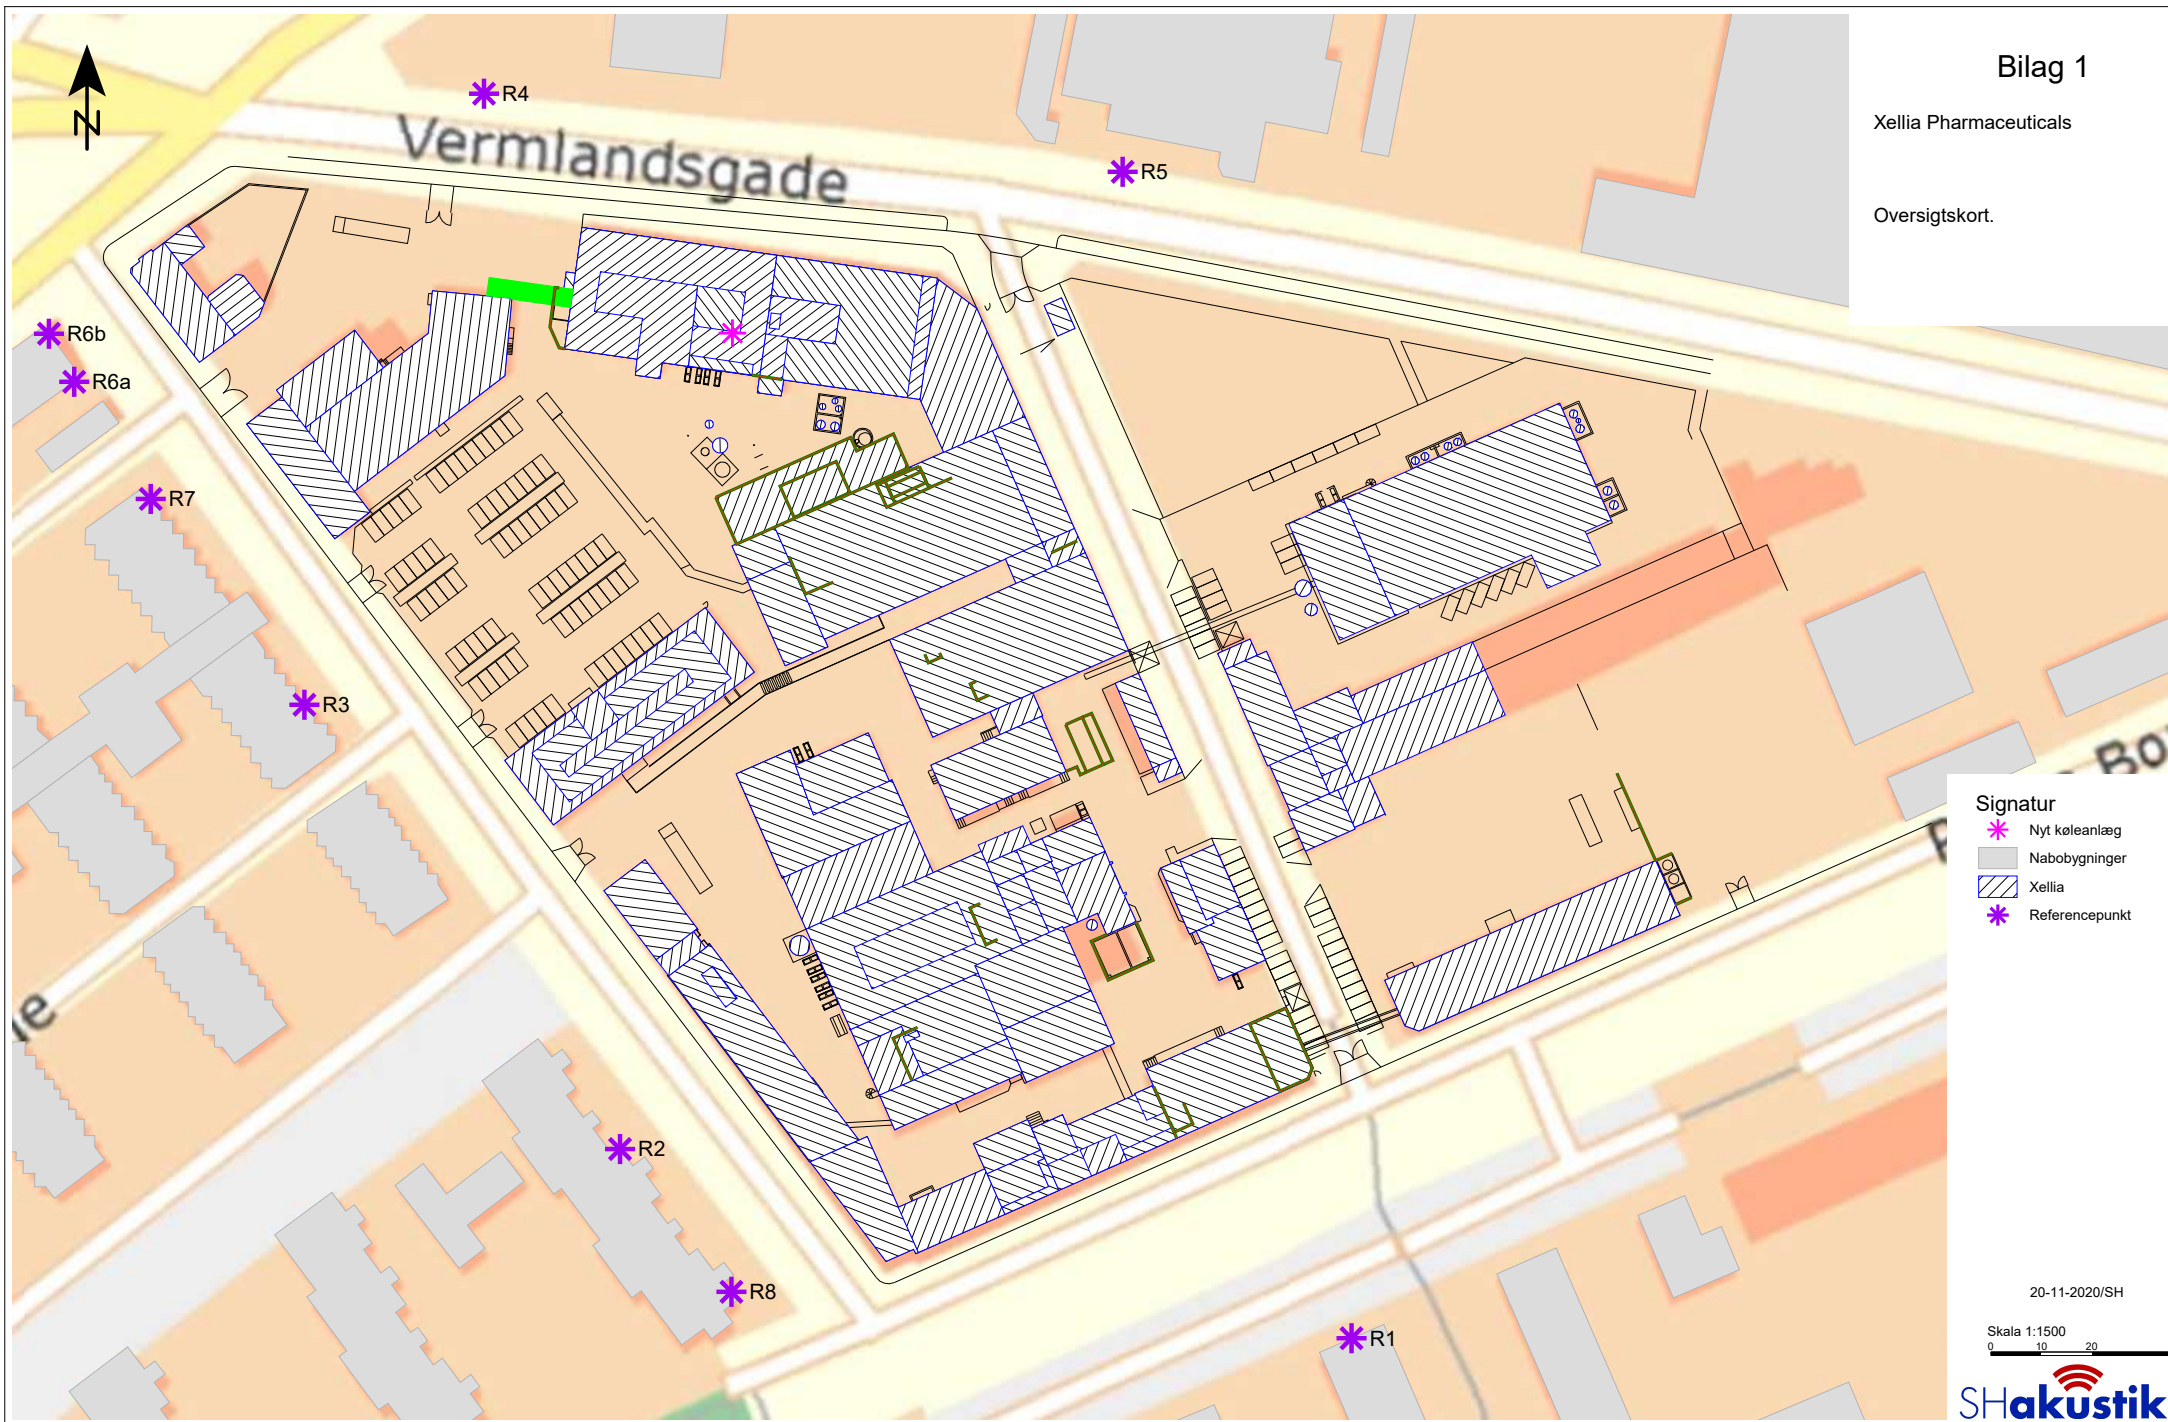 Bilag 1
Xellia Pharmaceuticals
Oversigtskort.
N
R4
Vermlandsgade
R5
R6b
R6a
R7
R3
R2
R8
R1
Signatur
Nyt køleanlæg
Nabobygninger
Xellia
Referencepunkt
20-11-2020/SH
Skala 1:1500
0 10 20
SHakustik